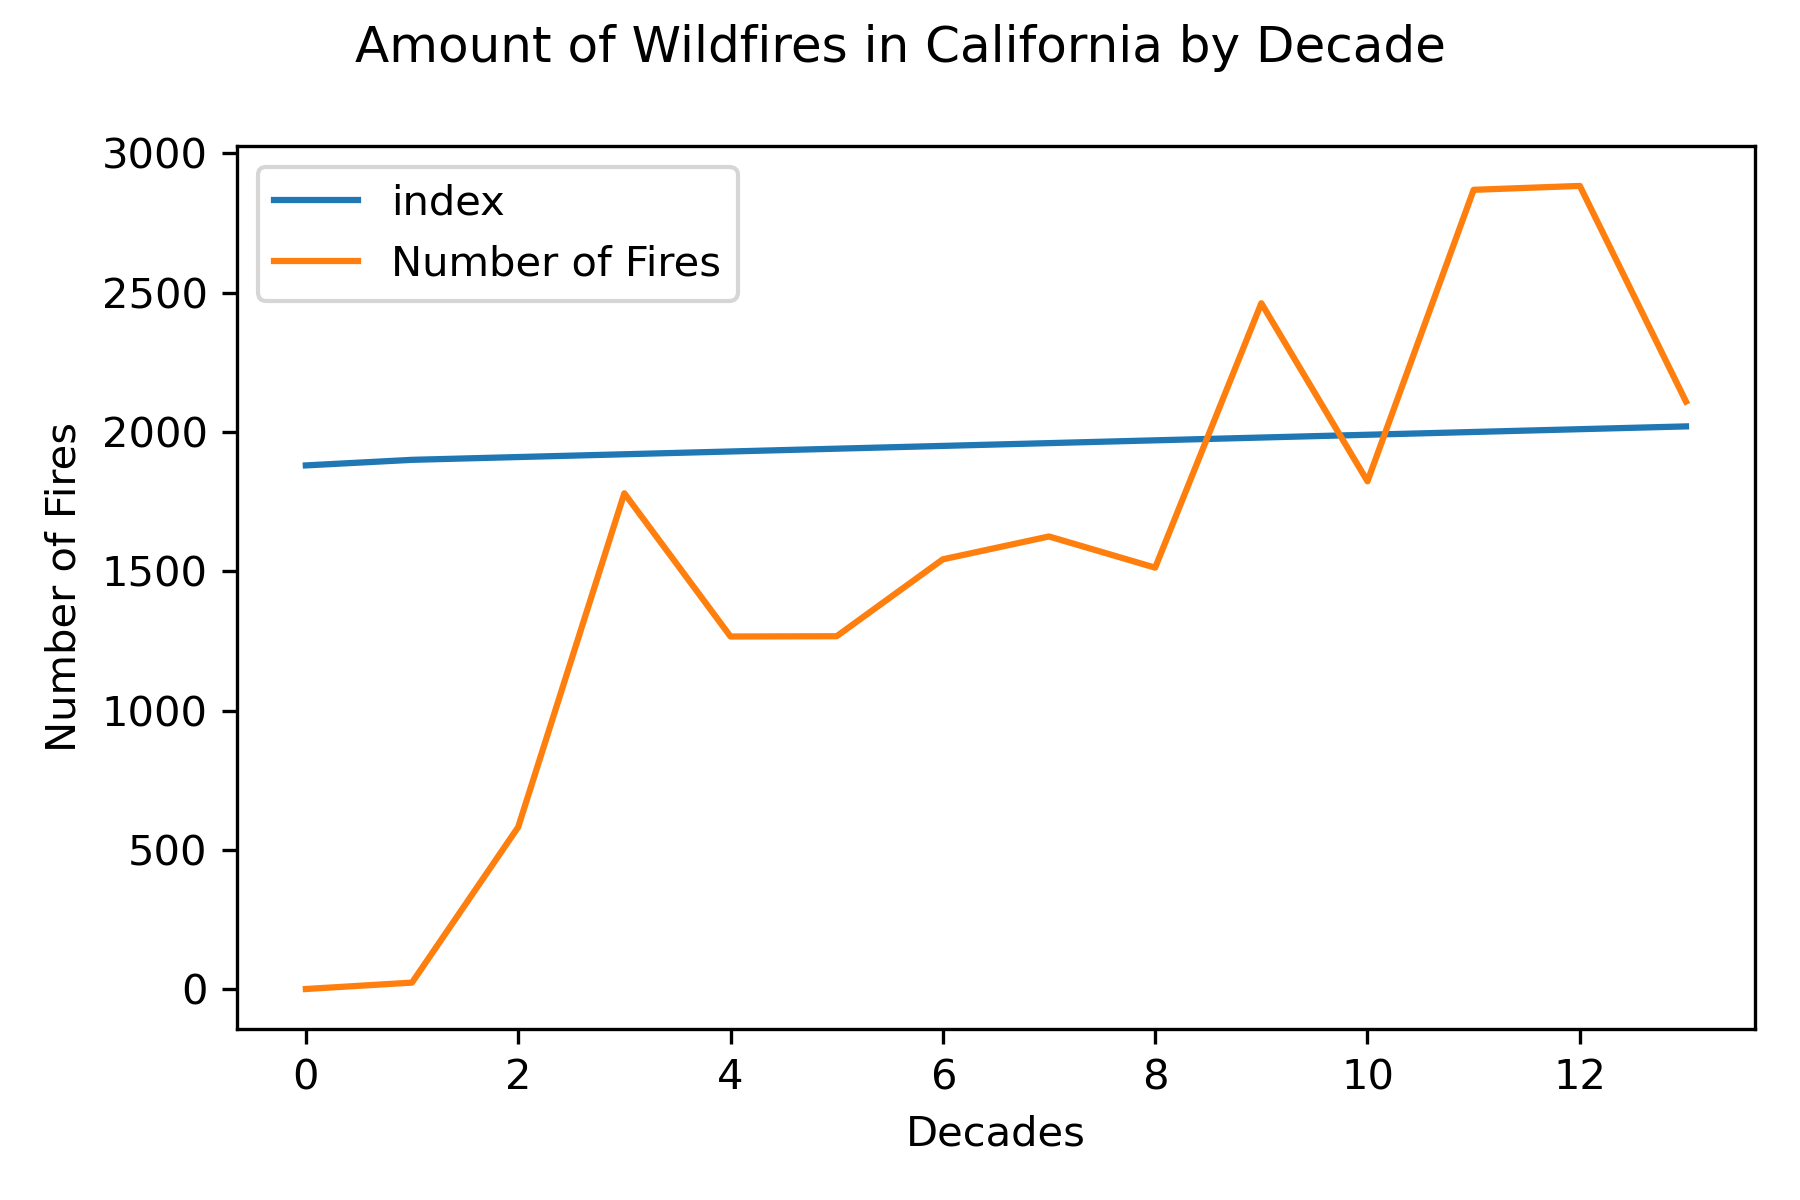 Amount of Wildfires in California by Decade
index
Number of Fires
3000
2500
2000
1500
1000
500
0
Number of Fires
0 2 4 6 8 10 12
Decades